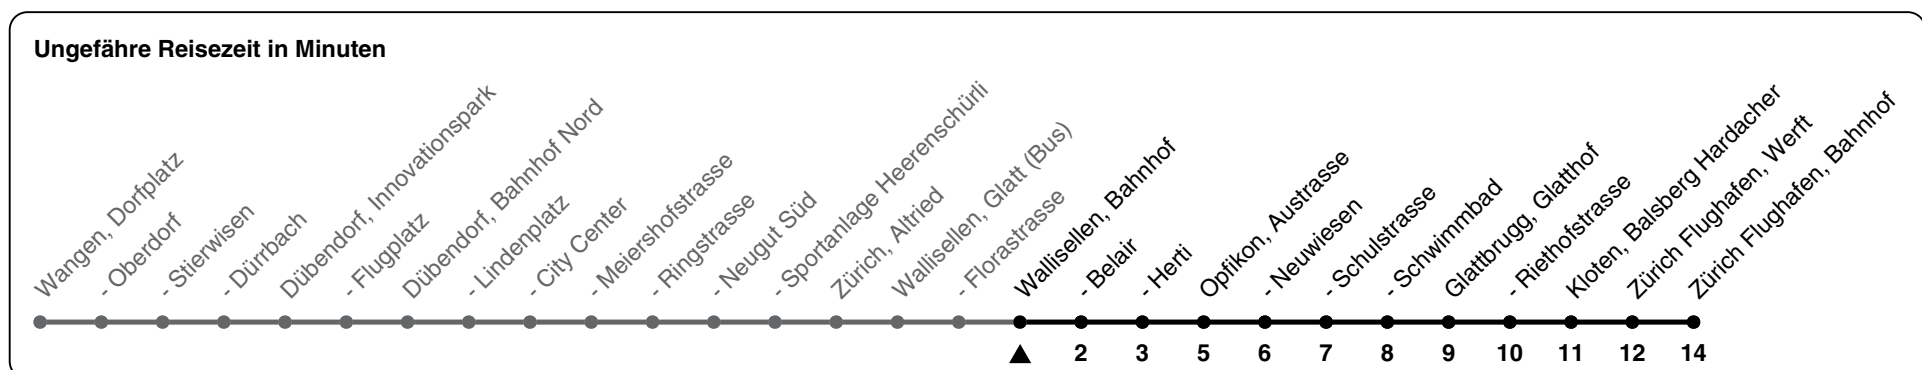 Ungefähre Reisezeit in Minuten
Wangen, Dorfplatz
- Oberdorf
- Stierwisen
- Dürrbach
Dübendorf, Innovationspark
- Flugplatz
Dübendorf, Bahnhof Nord
- Lindenplatz
- City Center
- Meiershofstrasse
- Ringstrasse
- Neugut Süd
- Sportanlage Heerenschürli
Zürich, Altried
Wallisellen, Glatt (Bus)
- Florastrasse
Wallisellen, Bahnhof
- Belair
- Herti
Opfikon, Austrasse
- Neuwiesen
- Schulstrasse
- Schwimmbad
Glattbrugg, Glatthof
- Riethofstrasse
Kloten, Balsberg Hardacher
Zürich Flughafen, Werft
Zürich Flughafen, Bahnhof
2 3 5 6 7 8 9 10 11 12 14